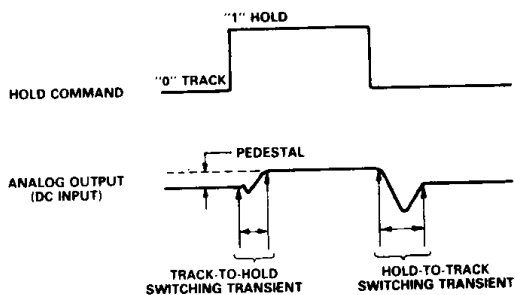 "1" HOLD
"0" TRACK
HOLD COMMAND
PEDESTAL
ANALOG OUTPUT
(DC INPUT)
TRACK-TO-HOLD
SWITCHING TRANSIENT
HOLD-TO-TRACK
SWITCHING TRANSIENT